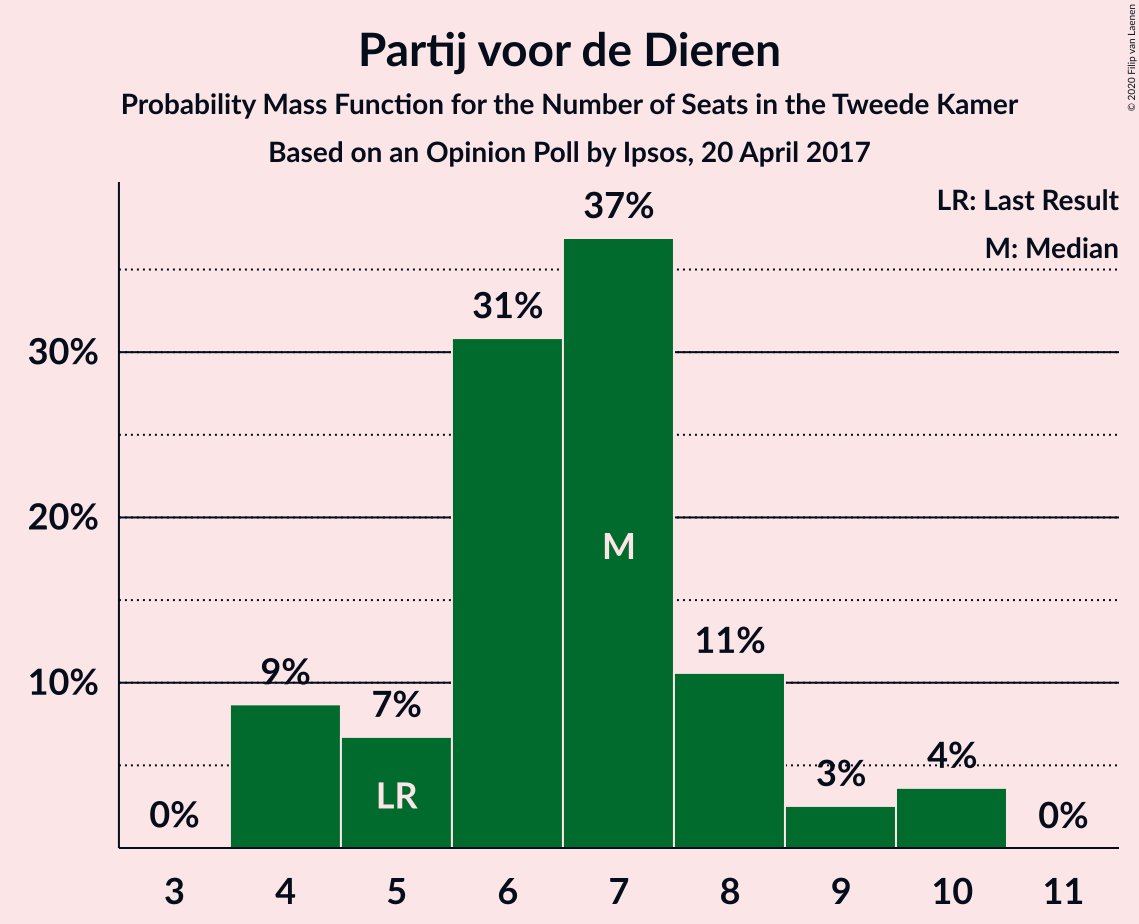 Partij voor de Dieren
Probability Mass Function for the Number of Seats in the Tweede Kamer
Based on an Opinion Poll by Ipsos, 20 April 2017
© 2020 Filip van Laenen
LR: Last Result
M: Median
37%
31%
30%
20%
M
11%
9%
10%
7%
4%
3%
LR
0%
0%
3 4 5 6 7 8 9 10 11